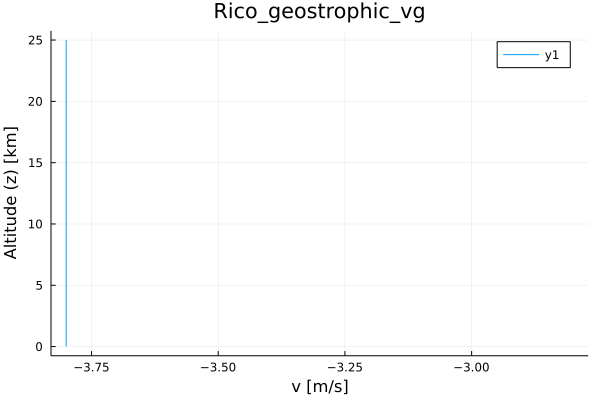 Rico_geostrophic_vg
y1
Altitude (z) [km]
25
20
15
10
5
0
−3.75
−3.50
−3.25
−3.00
v [m/s]